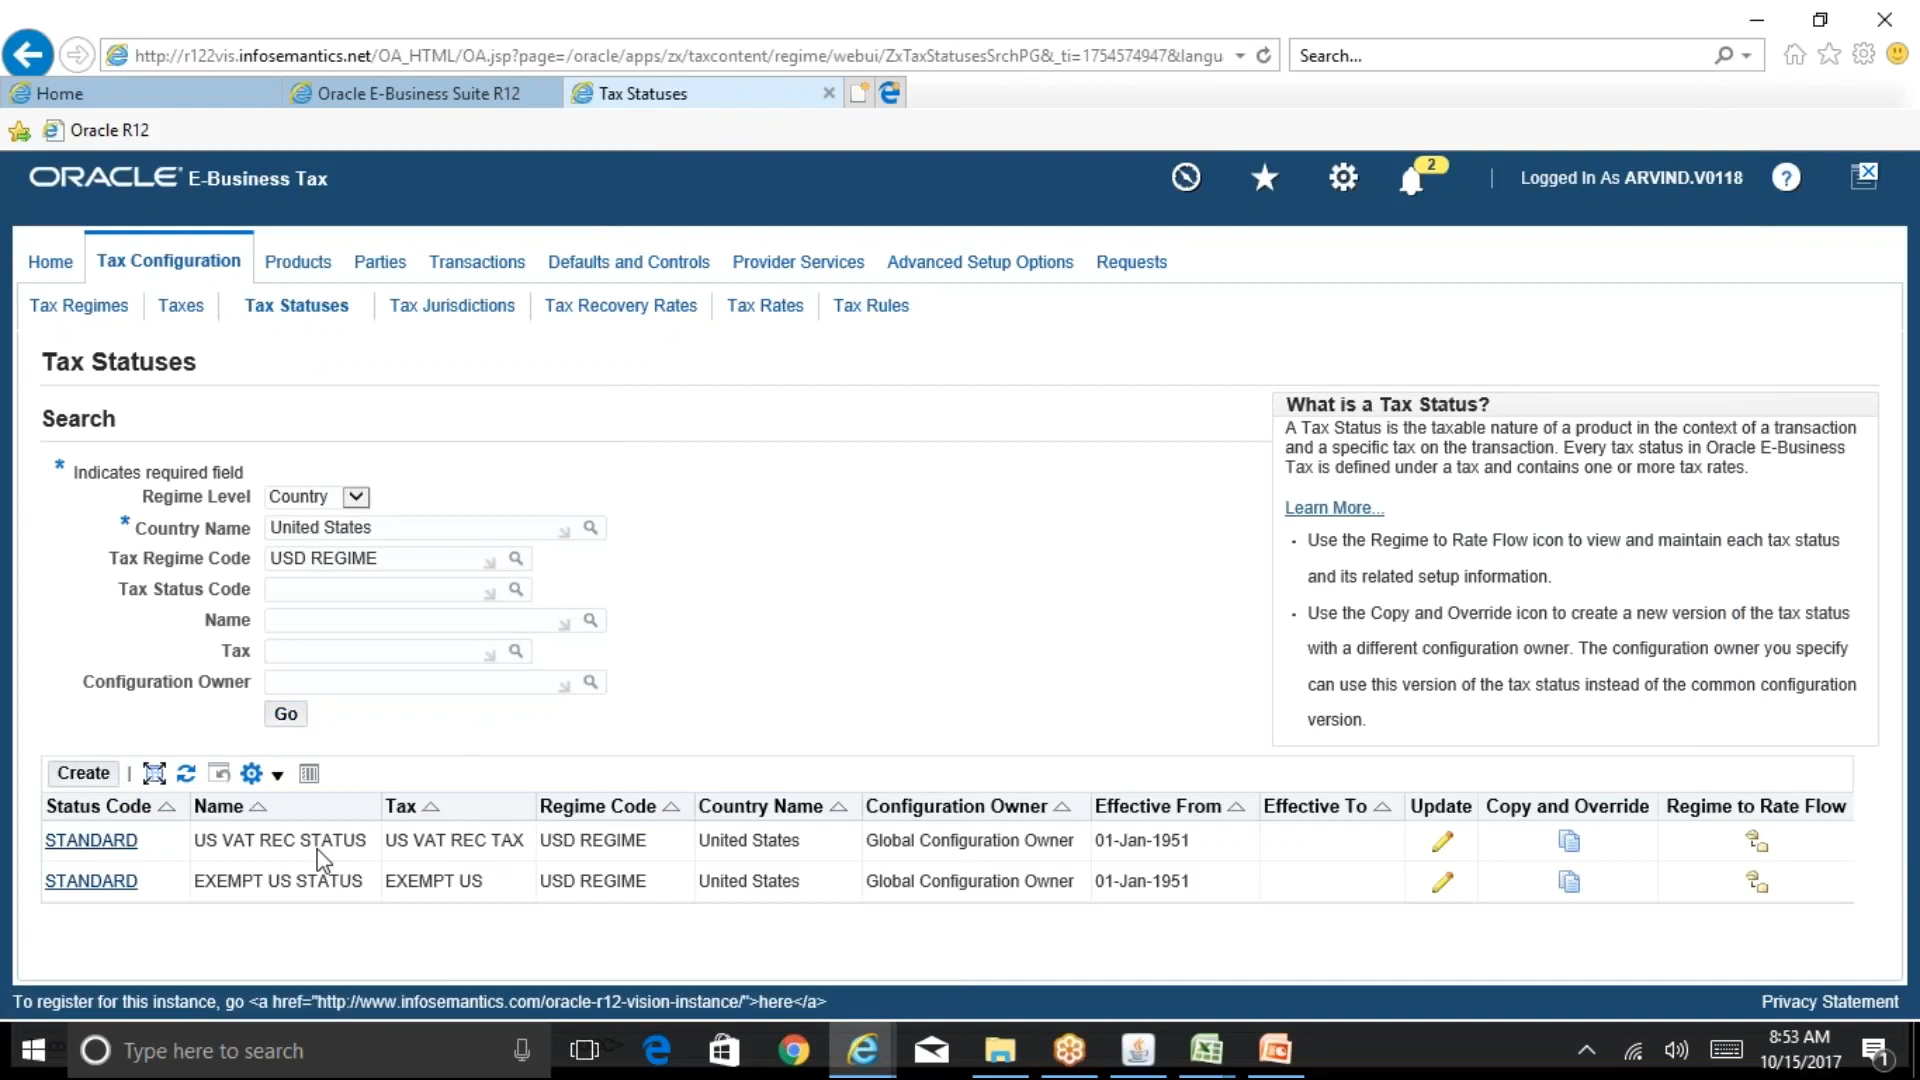 http://r122vis.infosemantics.net/OA_HTML/OA.jsp?page=/oracle/apps/zx/taxcontent/regime/webui/ZxTaxStatusesSrchPG&_ti=1754574947&langu
Search...
Home
Oracle E-Business Suite R12
Tax Statuses
Oracle R12
ORACLE E-Business Tax
2
Logged In As ARVIND.V0118
Home
Tax Configuration
Products
Parties
Transactions
Defaults and Controls
Provider Services
Advanced Setup Options
Requests
Tax Regimes
Taxes
Tax Statuses
Tax Jurisdictions
Tax Recovery Rates
Tax Rates
Tax Rules
Tax Statuses
Search
* Indicates required field
Regime Level Country
* Country Name United States
Tax Regime Code USD REGIME
Tax Status Code
Name
Tax
Configuration Owner
Go
What is a Tax Status?
A Tax Status is the taxable nature of a product in the context of a transaction
and a specific tax on the transaction. Every tax status in Oracle E-Business
Tax is defined under a tax and contains one or more tax rates.
Learn More...
• Use the Regime to Rate Flow icon to view and maintain each tax status
and its related setup information.
• Use the Copy and Override icon to create a new version of the tax status
with a different configuration owner. The configuration owner you specify
can use this version of the tax status instead of the common configuration
version.
Create
Status Code Name Tax Regime Code Country Name Configuration Owner Effective From Effective To Update Copy and Override Regime to Rate Flow
STANDARD US VAT REC STATUS US VAT REC TAX USD REGIME United States Global Configuration Owner 01-Jan-1951
STANDARD EXEMPT US STATUS EXEMPT US USD REGIME United States Global Configuration Owner 01-Jan-1951
To register for this instance, go <a href="http://www.infosemantics.com/oracle-r12-vision-instance/">here</a>
Privacy Statement
Type here to search
8:53 AM
10/15/2017
1